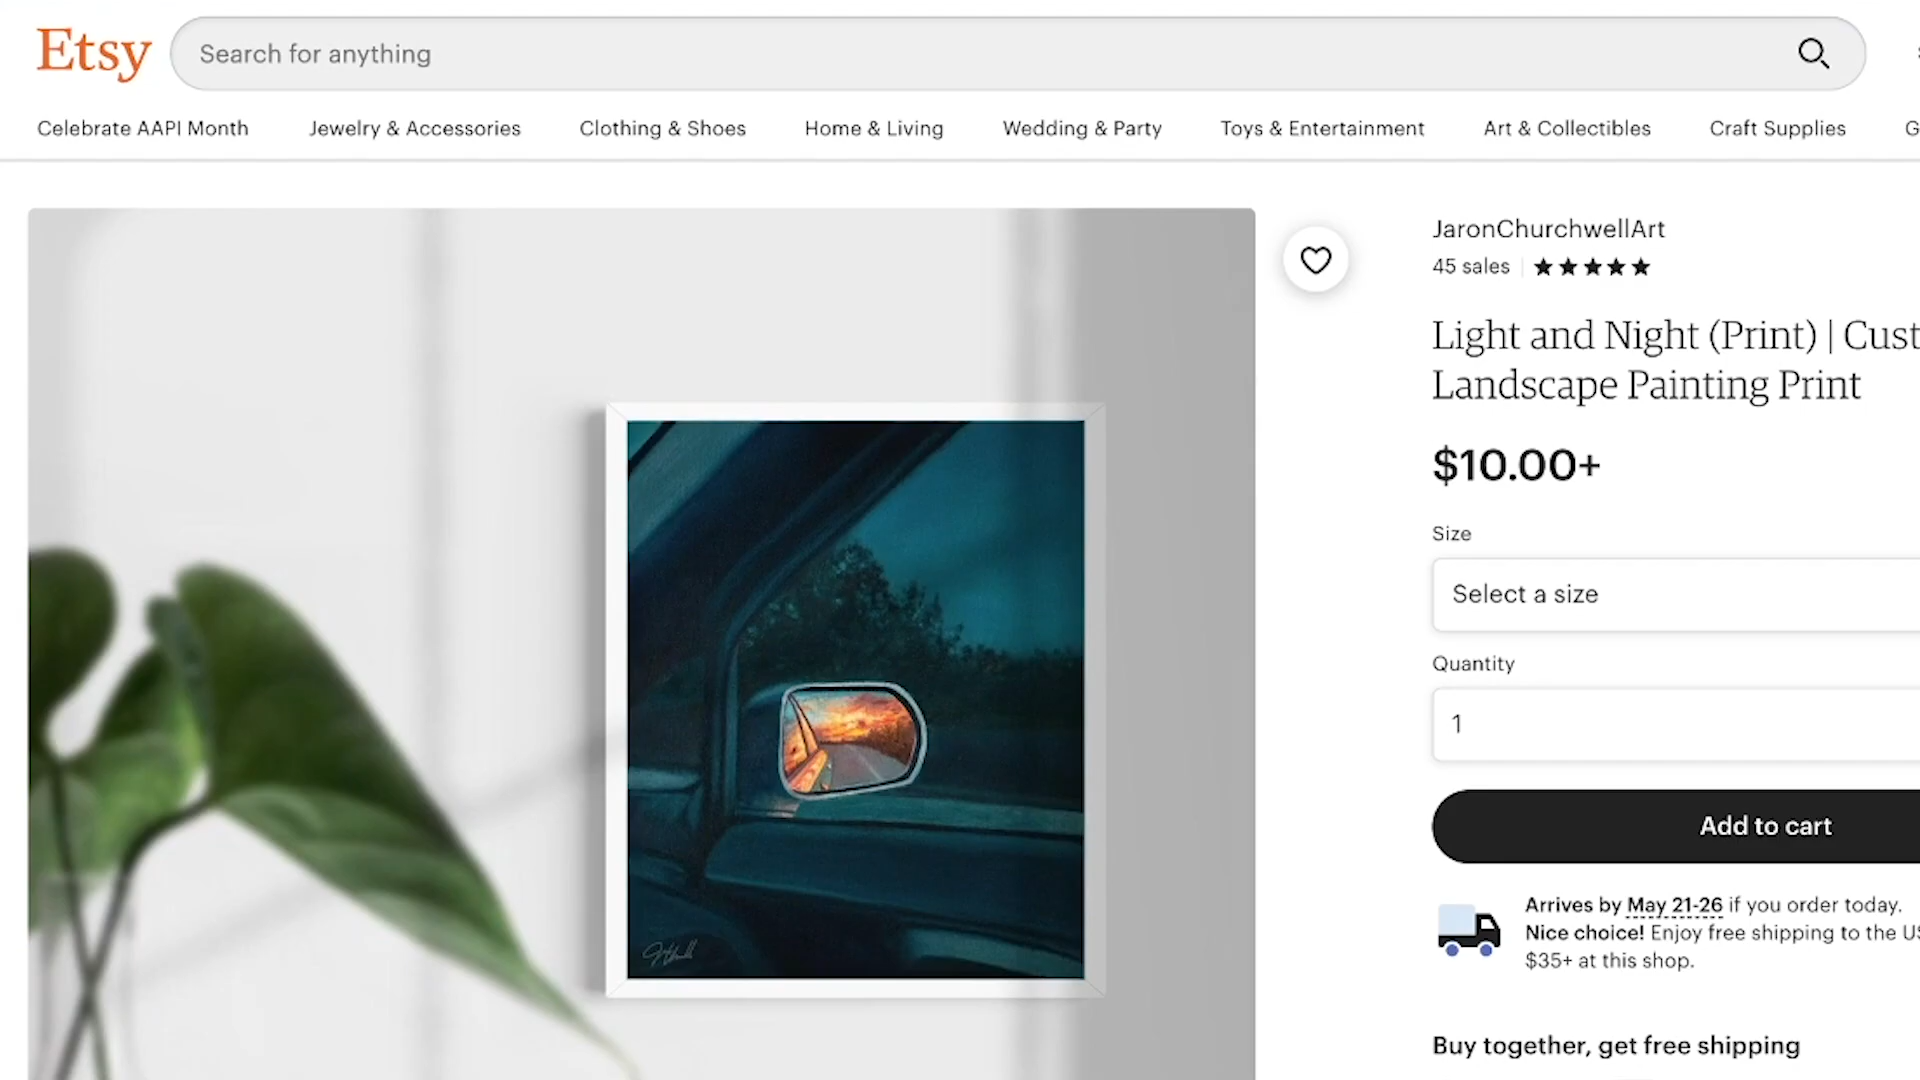 Etsy
Search for anything
Celebrate AAPI Month Jewelry & Accessories Clothing & Shoes Home & Living Wedding & Party Toys & Entertainment Art & Collectibles Craft Supplies
JaronChurchwellArt
45 sales
Light and Night (Print) | Cust
Landscape Painting Print
$10.00+
Size
Select a size
Quantity
1
Add to cart
Arrives by May 21-26 if you order today.
Nice choice! Enjoy free shipping to the US
$35+ at this shop.
Buy together, get free shipping